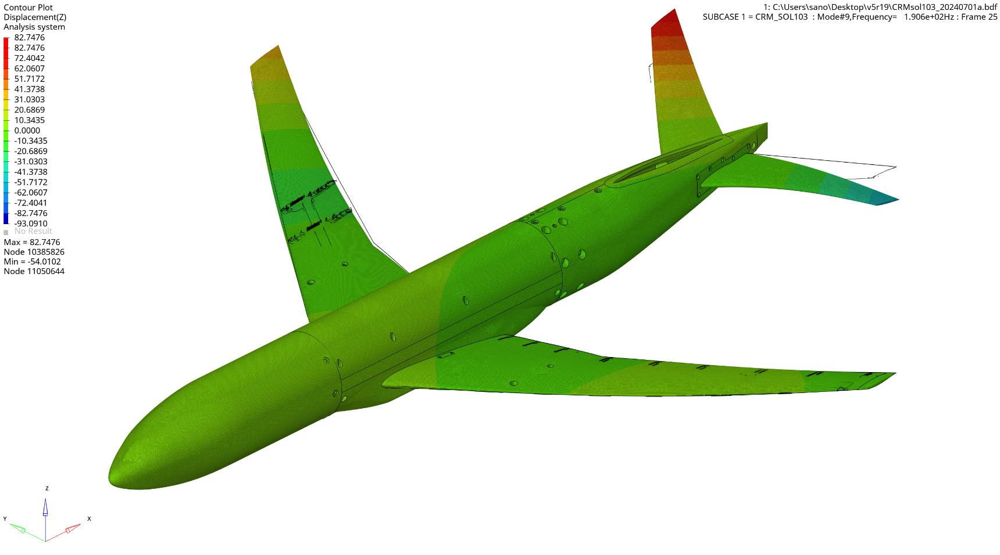 Contour Plot
Displacement(Z)
Analysis system
82.7476
82.7476
72.4042
62.0607
51.7172
41.3738
31.0303
20.6869
10.3435
0.0000
-10.3435
-20.6869
-31.0303
-41.3738
-51.7172
-62.0607
-72.4041
-82.7476
-93.0910
No Result
Max = 82.7476
Node 10385826
Min = -54.0102
Node 11050644
1: C:\Users\sano\Desktop\v5r19\CRMsol103_20240701a.bdf
SUBCASE 1 = CRM_SOL103 : Mode#9,Frequency= 1.906e+02Hz : Frame 25
Z
Y
X